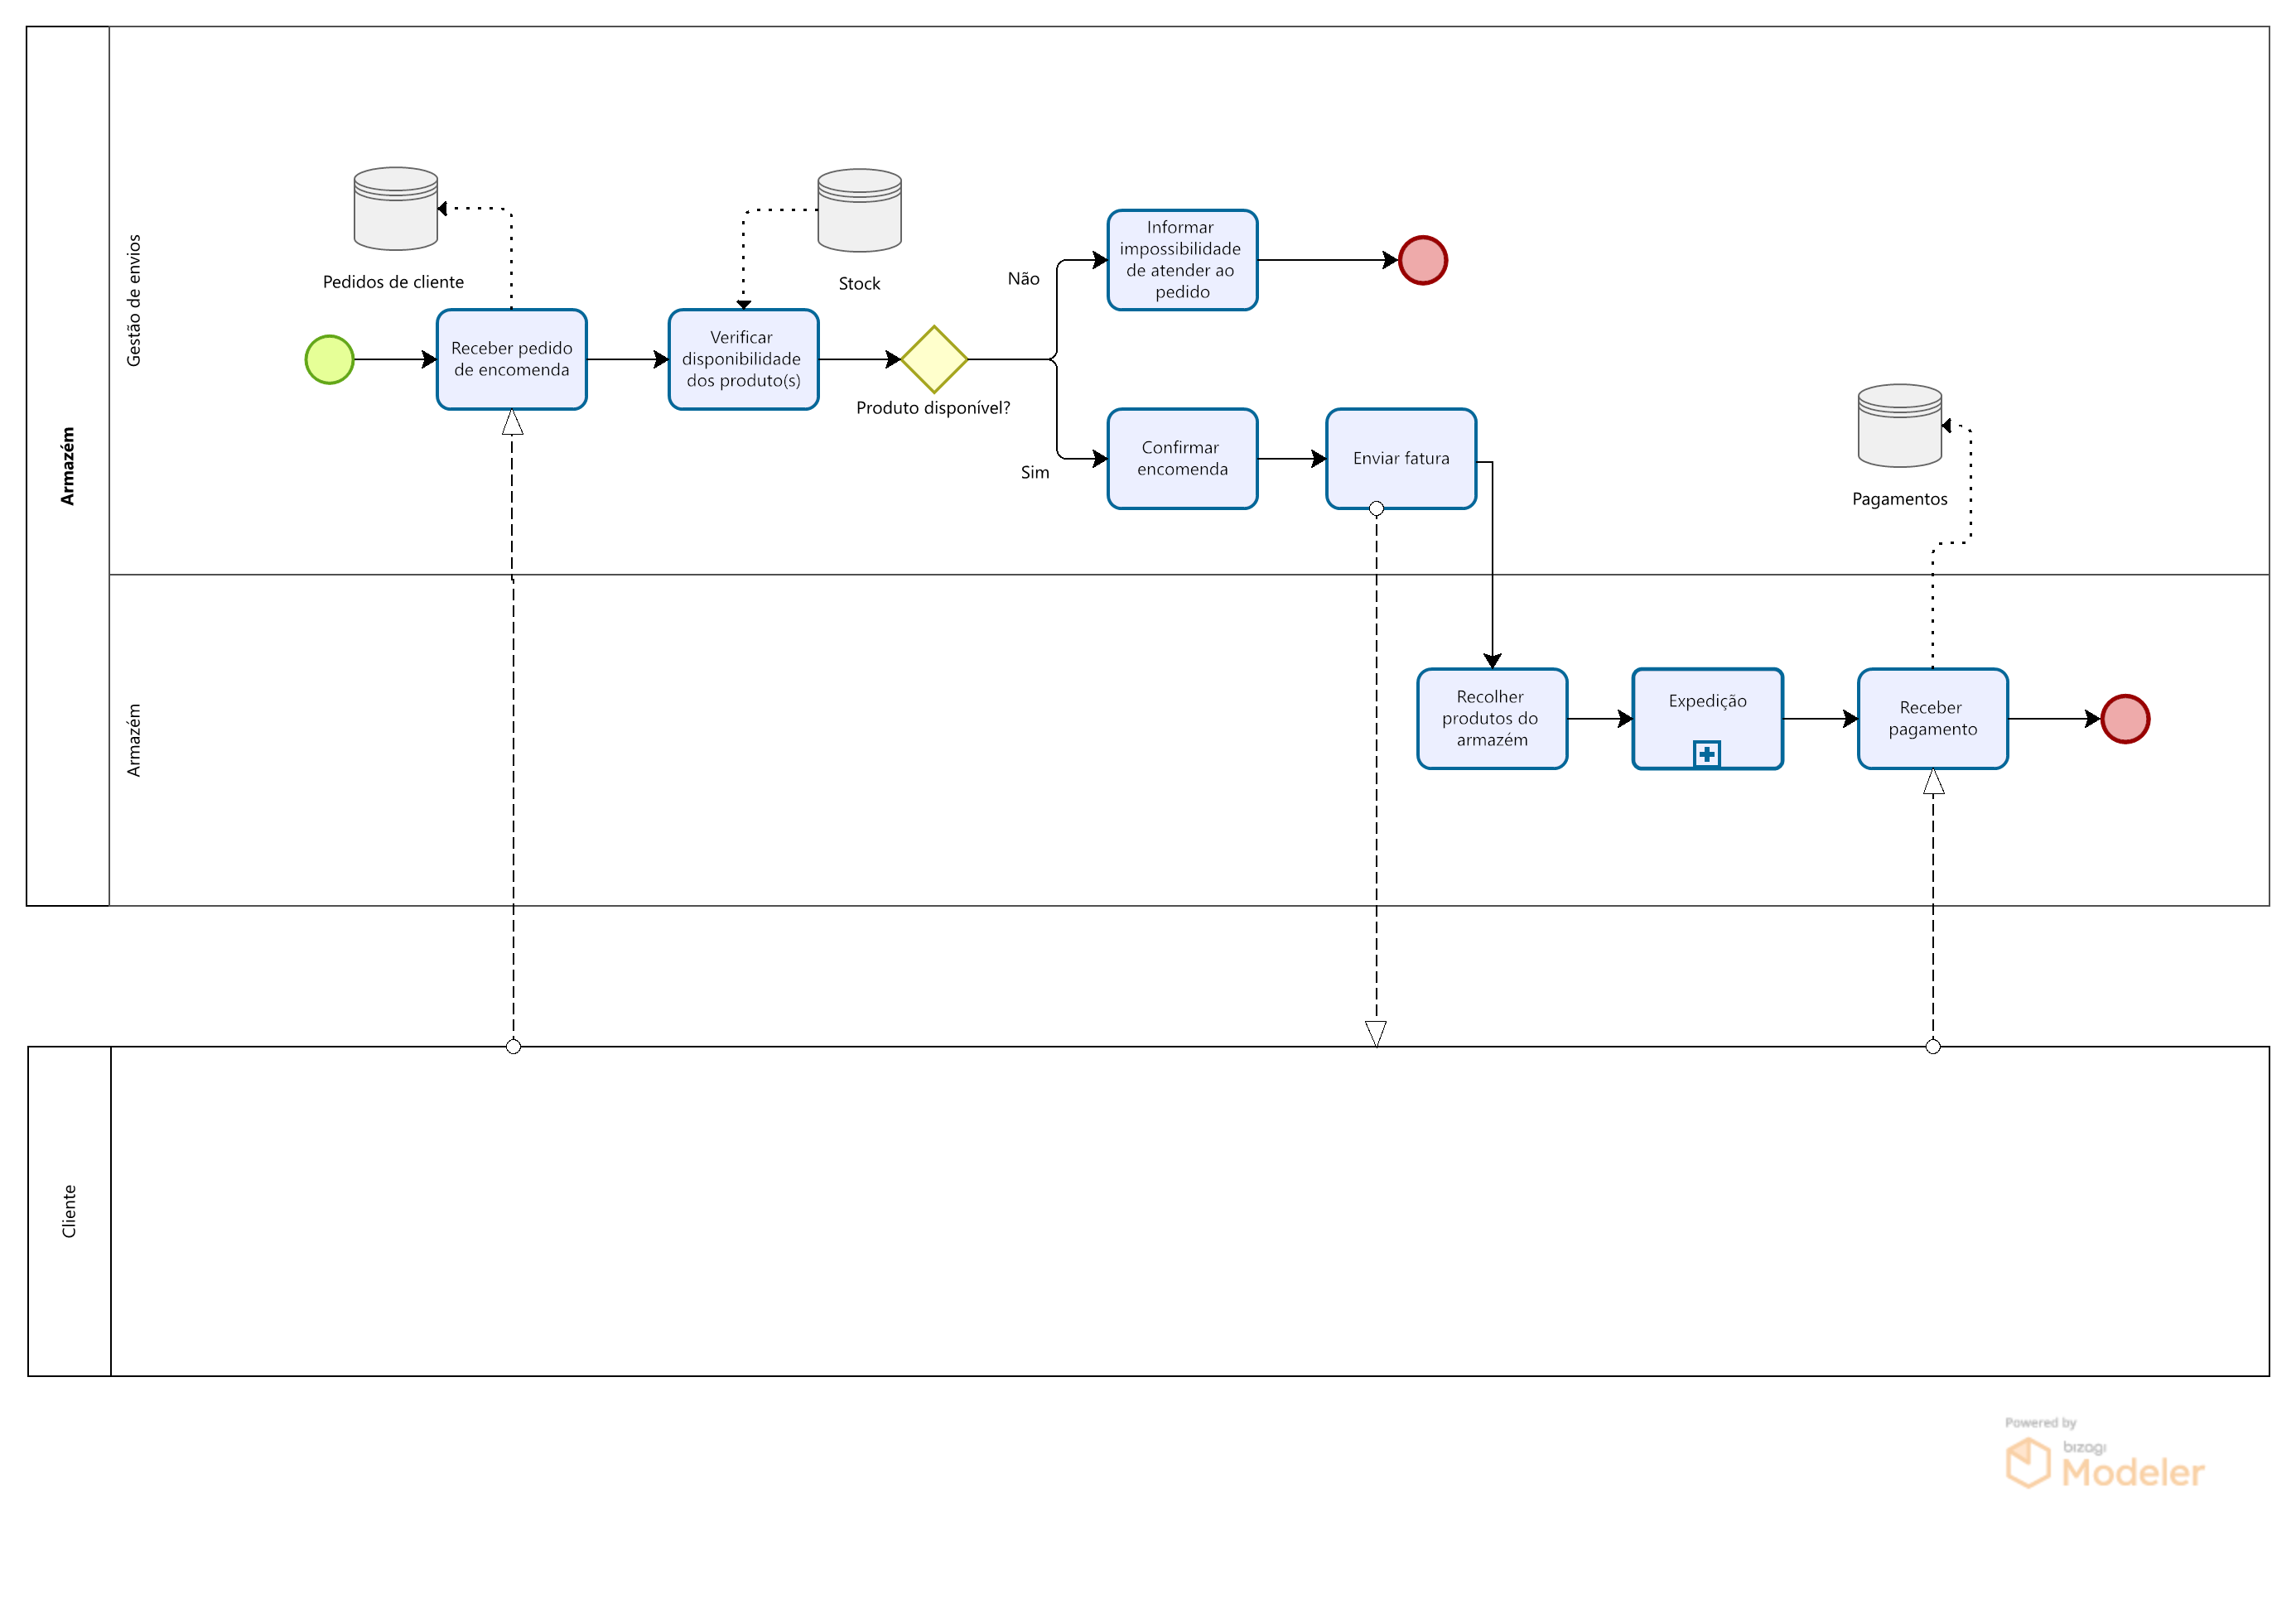 Armazém
Gestão de envios
Pedidos de cliente
Stock
Receber pedido
de encomenda
Verificar
disponibilidade
dos produto(s)
Produto disponível?
Não
Informar
impossibilidade
de atender ao
pedido
Sim
Confirmar
encomenda
Enviar fatura
Pagamentos
Armazém
Recolher
produtos do
armazém
Expedição
Receber
pagamento
Cliente
Powered by
bizagi
Modeler